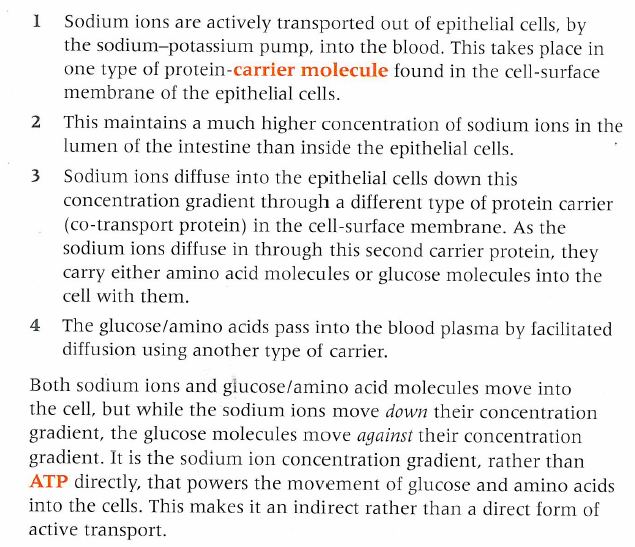 1 Sodium ions are actively transported out of epithelial cells, by
the sodium–potassium pump, into the blood. This takes place in
one type of protein-carrier molecule found in the cell-surface
membrane of the epithelial cells.
2 This maintains a much higher concentration of sodium ions in the
lumen of the intestine than inside the epithelial cells.
3 Sodium ions diffuse into the epithelial cells down this
concentration gradient through a different type of protein carrier
(co-transport protein) in the cell-surface membrane. As the
sodium ions diffuse in through this second carrier protein, they
carry either amino acid molecules or glucose molecules into the
cell with them.
4 The glucose/amino acids pass into the blood plasma by facilitated
diffusion using another type of carrier.
Both sodium ions and glucose/amino acid molecules move into
the cell, but while the sodium ions move down their concentration
gradient, the glucose molecules move against their concentration
gradient. It is the sodium ion concentration gradient, rather than
ATP directly, that powers the movement of glucose and amino acids
into the cells. This makes it an indirect rather than a direct form of
active transport.